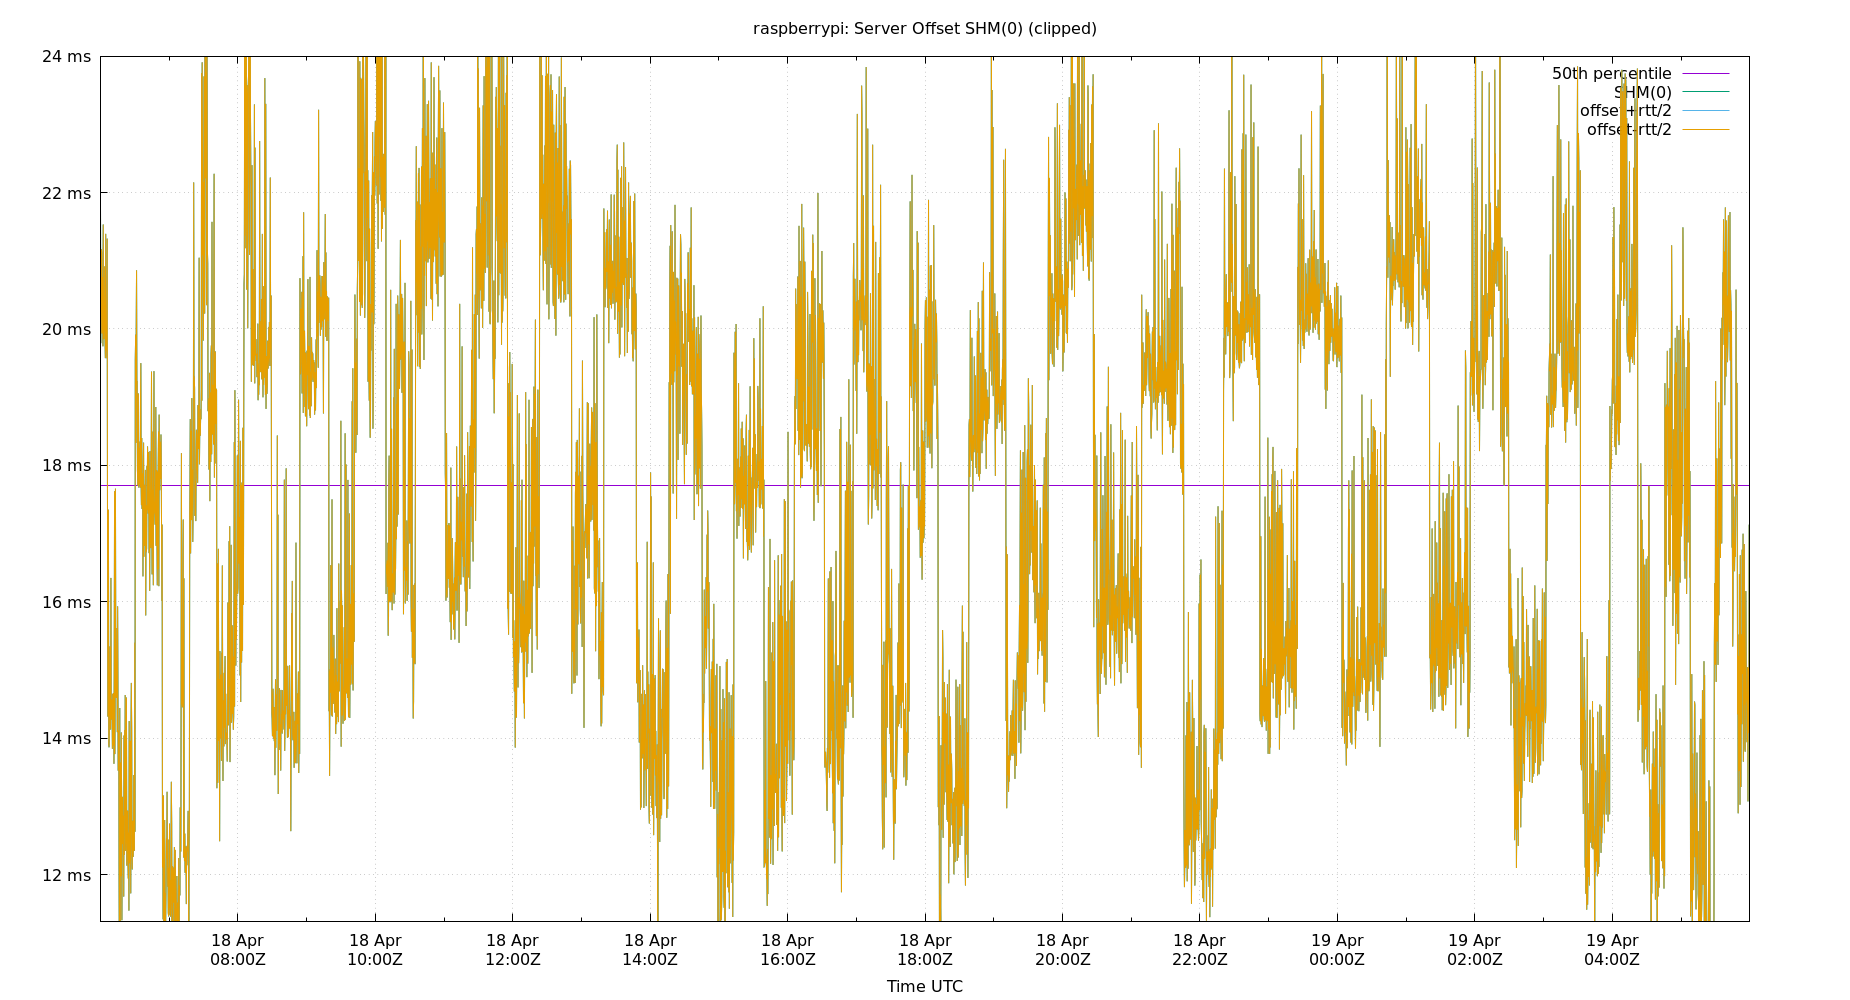 raspberrypi: Server Offset SHM(0) (clipped)
24 ms
22 ms
20 ms
18 ms
16 ms
14 ms
12 ms
50th percentile
SHM(0)
offset+rtt/2
offset-rtt/2
18 Apr 18 Apr 18 Apr 18 Apr 18 Apr 18 Apr 18 Apr 18 Apr 19 Apr 19 Apr 19 Apr
08:00Z 10:00Z 12:00Z 14:00Z 16:00Z 18:00Z 20:00Z 22:00Z 00:00Z 02:00Z 04:00Z
Time UTC